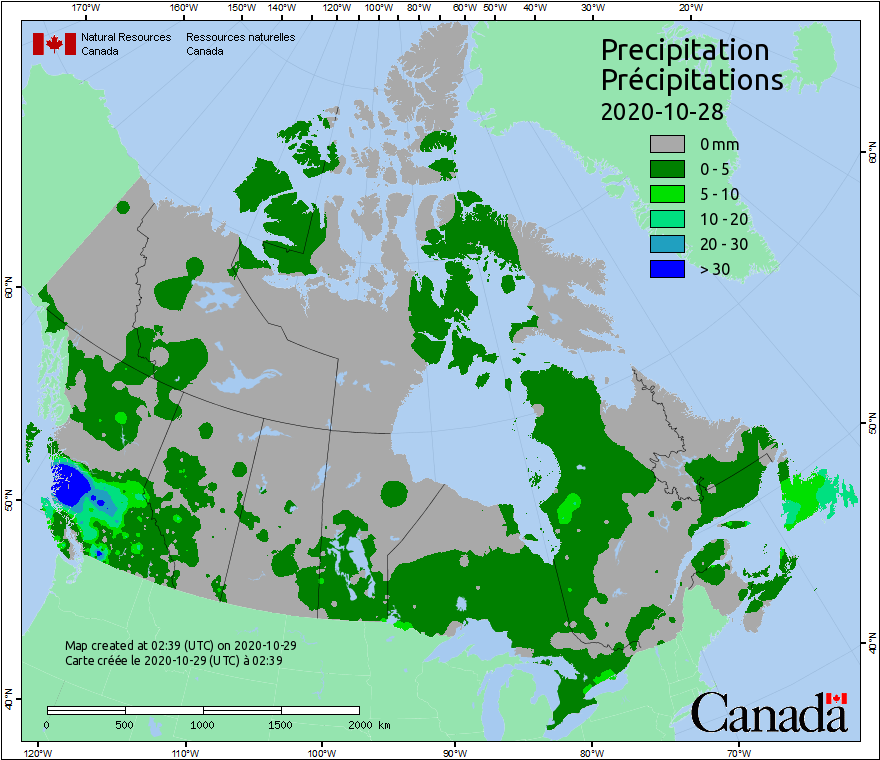 170°W 160°W 150°W 140°W 130°W 120°W 110°W 100°W 90°W 80°W 60°W 50°W 40°W 30°W 20°W
Natural Resources Ressources naturelles
Canada Canada
Precipitation
Précipitations
2020-10-28
0 mm
0 - 5
5 - 10
10 - 20
20 - 30
> 30
60°N 60°N
50°N 50°N
40°N 40°N
Map created at 02:39 (UTC) on 2020-10-29
Carte créée le 2020-10-29 (UTC) à 02:39
0 500 1000 1500 2000 km
Canada
120°W 110°W 100°W 90°W 80°W 70°W